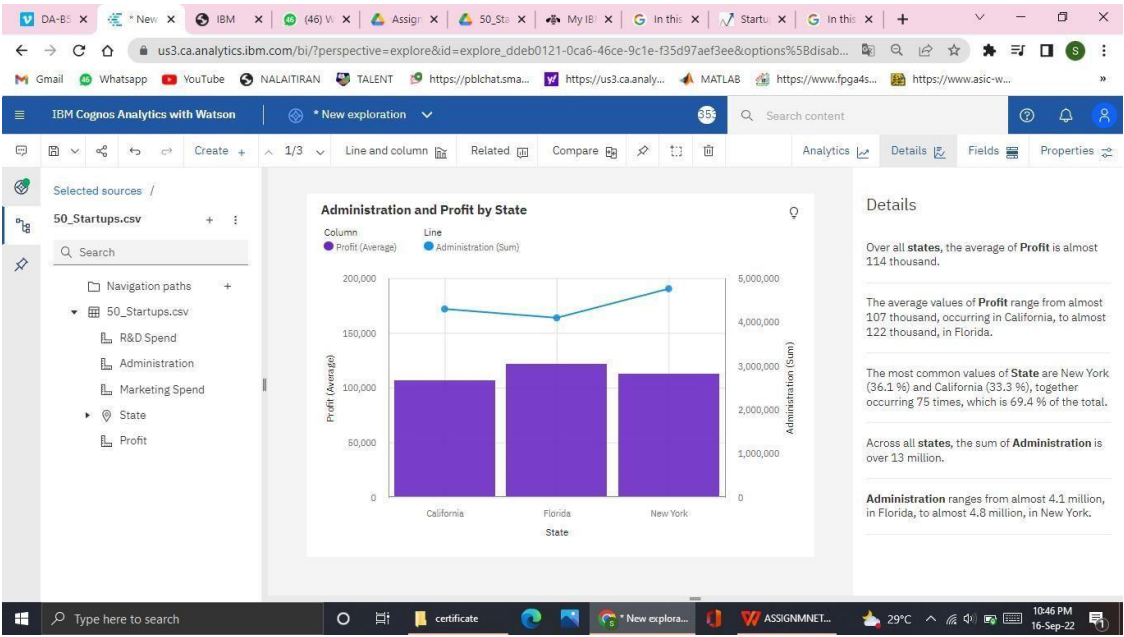 DA-BS
* New
IBM
(46) W
Assign
50_Sta
My IB
In this
Startu
In this
us3.ca.analytics.ibm.com/bi/?perspective=explore&id=explore_ddeb0121-0ca6-46ce-9c1e-f35d97aef3ee&options%5Bdisab...
S
Gmail
Whatsapp
YouTube
NALAITIRAN
TALENT
https://pblchat.sma...
https://us3.ca.analy...
MATLAB
https://www.fpga4s...
https://www.asic-w...
»
IBM Cognos Analytics with Watson
* New exploration
Search content
1/3
Create +
Line and column
Related
Compare
Analytics
Details
Fields
Properties
Selected sources /
50_Startups.csv
Search
Navigation paths
50_Startups.csv
R&D Spend
Administration
Marketing Spend
State
Profit
Administration and Profit by State
Column
Line
Profit (Average)
Administration (Sum)
200,000
150,000
100,000
50,000
0
Profit (Average)
5,000,000
4,000,000
3,000,000
2,000,000
1,000,000
0
Administration (Sum)
California
Florida
New York
State
Details
Over all states, the average of Profit is almost
114 thousand.
The average values of Profit range from almost
107 thousand, occurring in California, to almost
122 thousand, in Florida.
The most common values of State are New York
(36.1 %) and California (33.3 %), together
occurring 75 times, which is 69.4 % of the total.
Across all states, the sum of Administration is
over 13 million.
Administration ranges from almost 4.1 million,
in Florida, to almost 4.8 million, in New York.
Type here to search
certificate
* New explora...
ASSIGNMNET...
29°C
10:46 PM
16-Sep-22